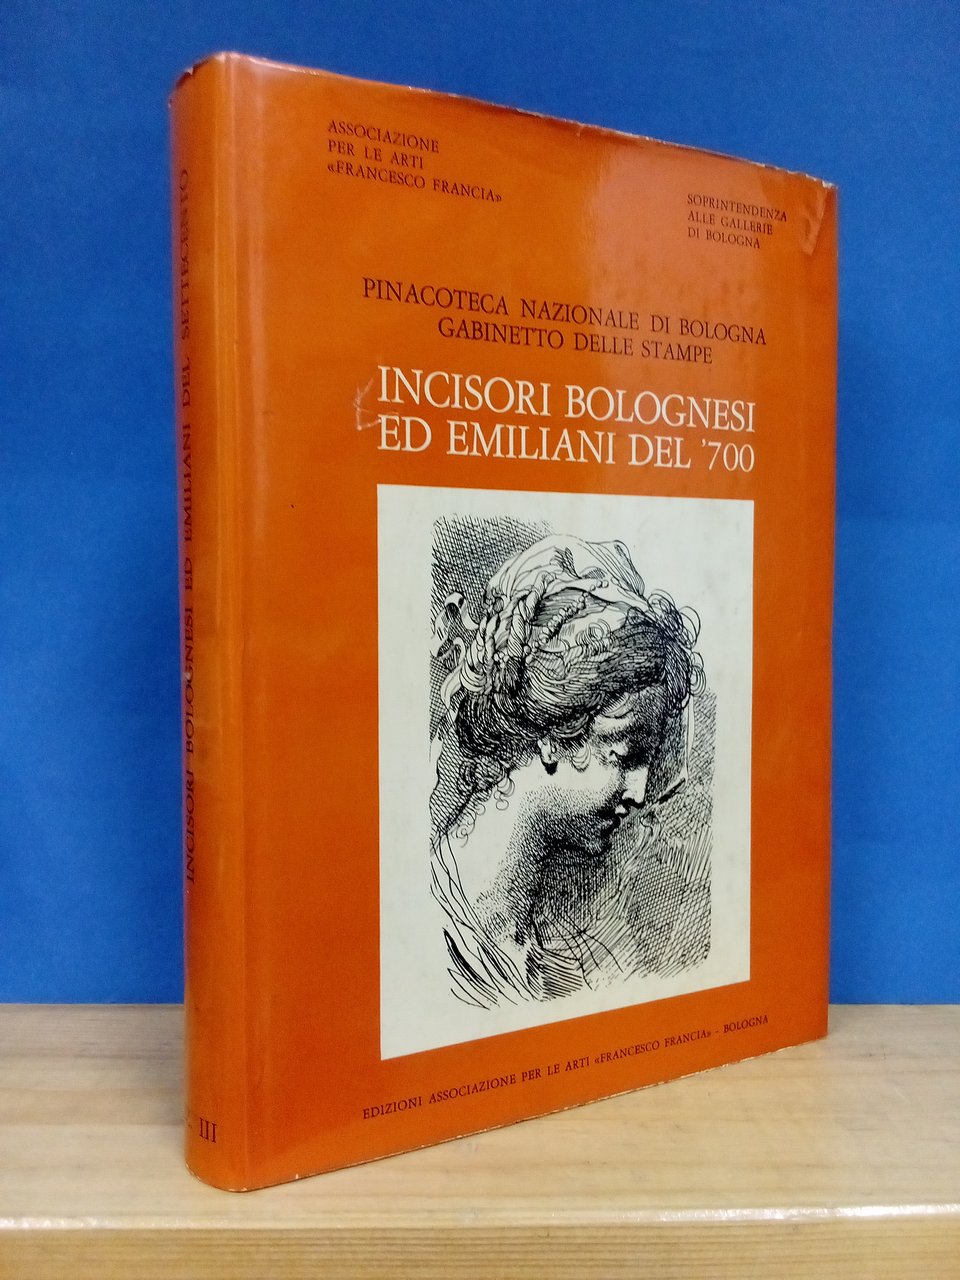 ASSOCIAZIONE
PER LE ARTI
«FRANCESCO FRANCIA»
SOPRINTENDENZA
ALLE GALLERIE
DI BOLOGNA
PINACOTECA NAZIONALE DI BOLOGNA
GABINETTO DELLE STAMPE
INCISORI BOLOGNESI
ED EMILIANI DEL '700
EDIZIONI ASSOCIAZIONE PER LE ARTI «FRANCESCO FRANCIA» - BOLOGNA
INCISORI BOLOGNESI ED EMILIANI DEL SETTECENTO
III